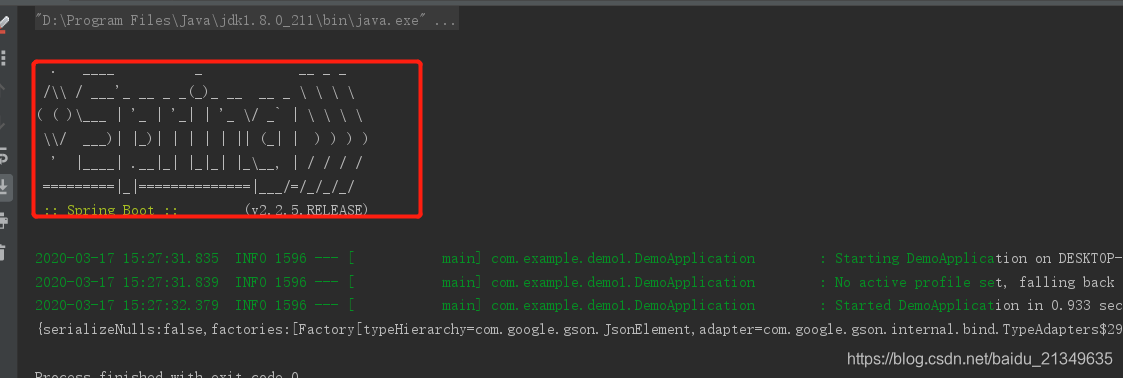 "D:\Program Files\Java\jdk1.8.0_211\bin\java.exe" ...
  .   ____          _            __ _ _
 /\\ / ___'_ __ _ _(_)_ __  __ _ \ \ \ \
( ( )\___ | '_ | '_| | '_ \/ _` | \ \ \ \
 \\/  ___)| |_)| | | | | || (_| |  ) ) ) )
  '  |____| .__|_| |_|_| |_\__, | / / / /
 =========|_|==============|___/=/_/_/_/
 :: Spring Boot ::        (v2.2.5.RELEASE)
2020-03-17 15:27:31.835  INFO 1596 --- [           main] com.example.demo1.DemoApplication        : Starting DemoApplication on DESKTOP-
2020-03-17 15:27:31.839  INFO 1596 --- [           main] com.example.demo1.DemoApplication        : No active profile set, falling back
2020-03-17 15:27:32.379  INFO 1596 --- [           main] com.example.demo1.DemoApplication        : Started DemoApplication in 0.933 sec
{serializeNulls:false,factories:[Factory[typeHierarchy=com.google.gson.JsonElement,adapter=com.google.gson.internal.bind.TypeAdapters$29
https://blog.csdn.net/baidu_21349635
Process finished with exit code 0